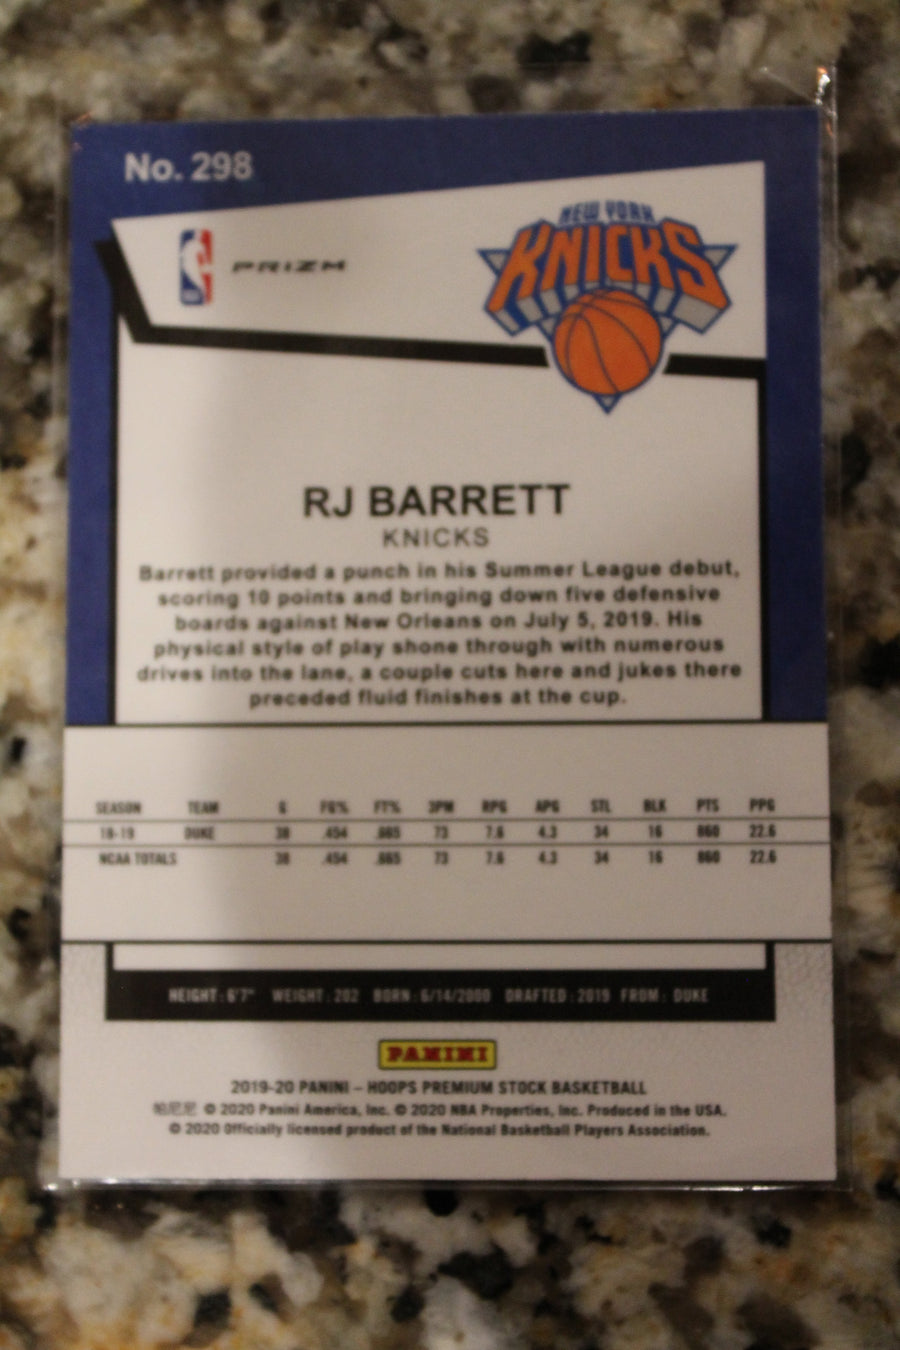 No. 298
PRIZM
NEW YORK
KNICKS
RJ BARRETT
KNICKS
Barrett provided a punch in his Summer League debut,
scoring 10 points and bringing down five defensive
boards against New Orleans on July 5, 2019. His
physical style of play shone through with numerous
drives into the lane, a couple cuts here and jukes there
preceded fluid finishes at the cup.
SEASON TEAM G FG% FT% 3PM RPG APG STL BLK PTS PPG
18-19 DUKE 38 .454 .665 73 7.6 4.3 34 16 860 22.6
NCAA TOTALS 38 .454 .665 73 7.6 4.3 34 16 860 22.6
HEIGHT: 6'7" WEIGHT: 202 BORN: 6/14/2000 DRAFTED: 2019 FROM: DUKE
PANINI
2019-20 PANINI – HOOPS PREMIUM STOCK BASKETBALL
帕尼尼 © 2020 Panini America, Inc. © 2020 NBA Properties, Inc. Produced in the USA.
© 2020 Officially licensed product of the National Basketball Players Association.